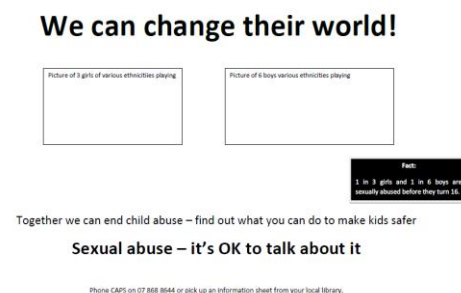 We can change their world!
Picture of 3 girls of various ethnicities playing
Picture of 6 boys various ethnicities playing
Fact:
1 in 3 girls and 1 in 6 boys are
sexually abused before they turn 16.
Together we can end child abuse – find out what you can do to make kids safer
Sexual abuse – it's OK to talk about it
Phone CAPS on 07 868 8644 or pick up an information sheet from your local library.